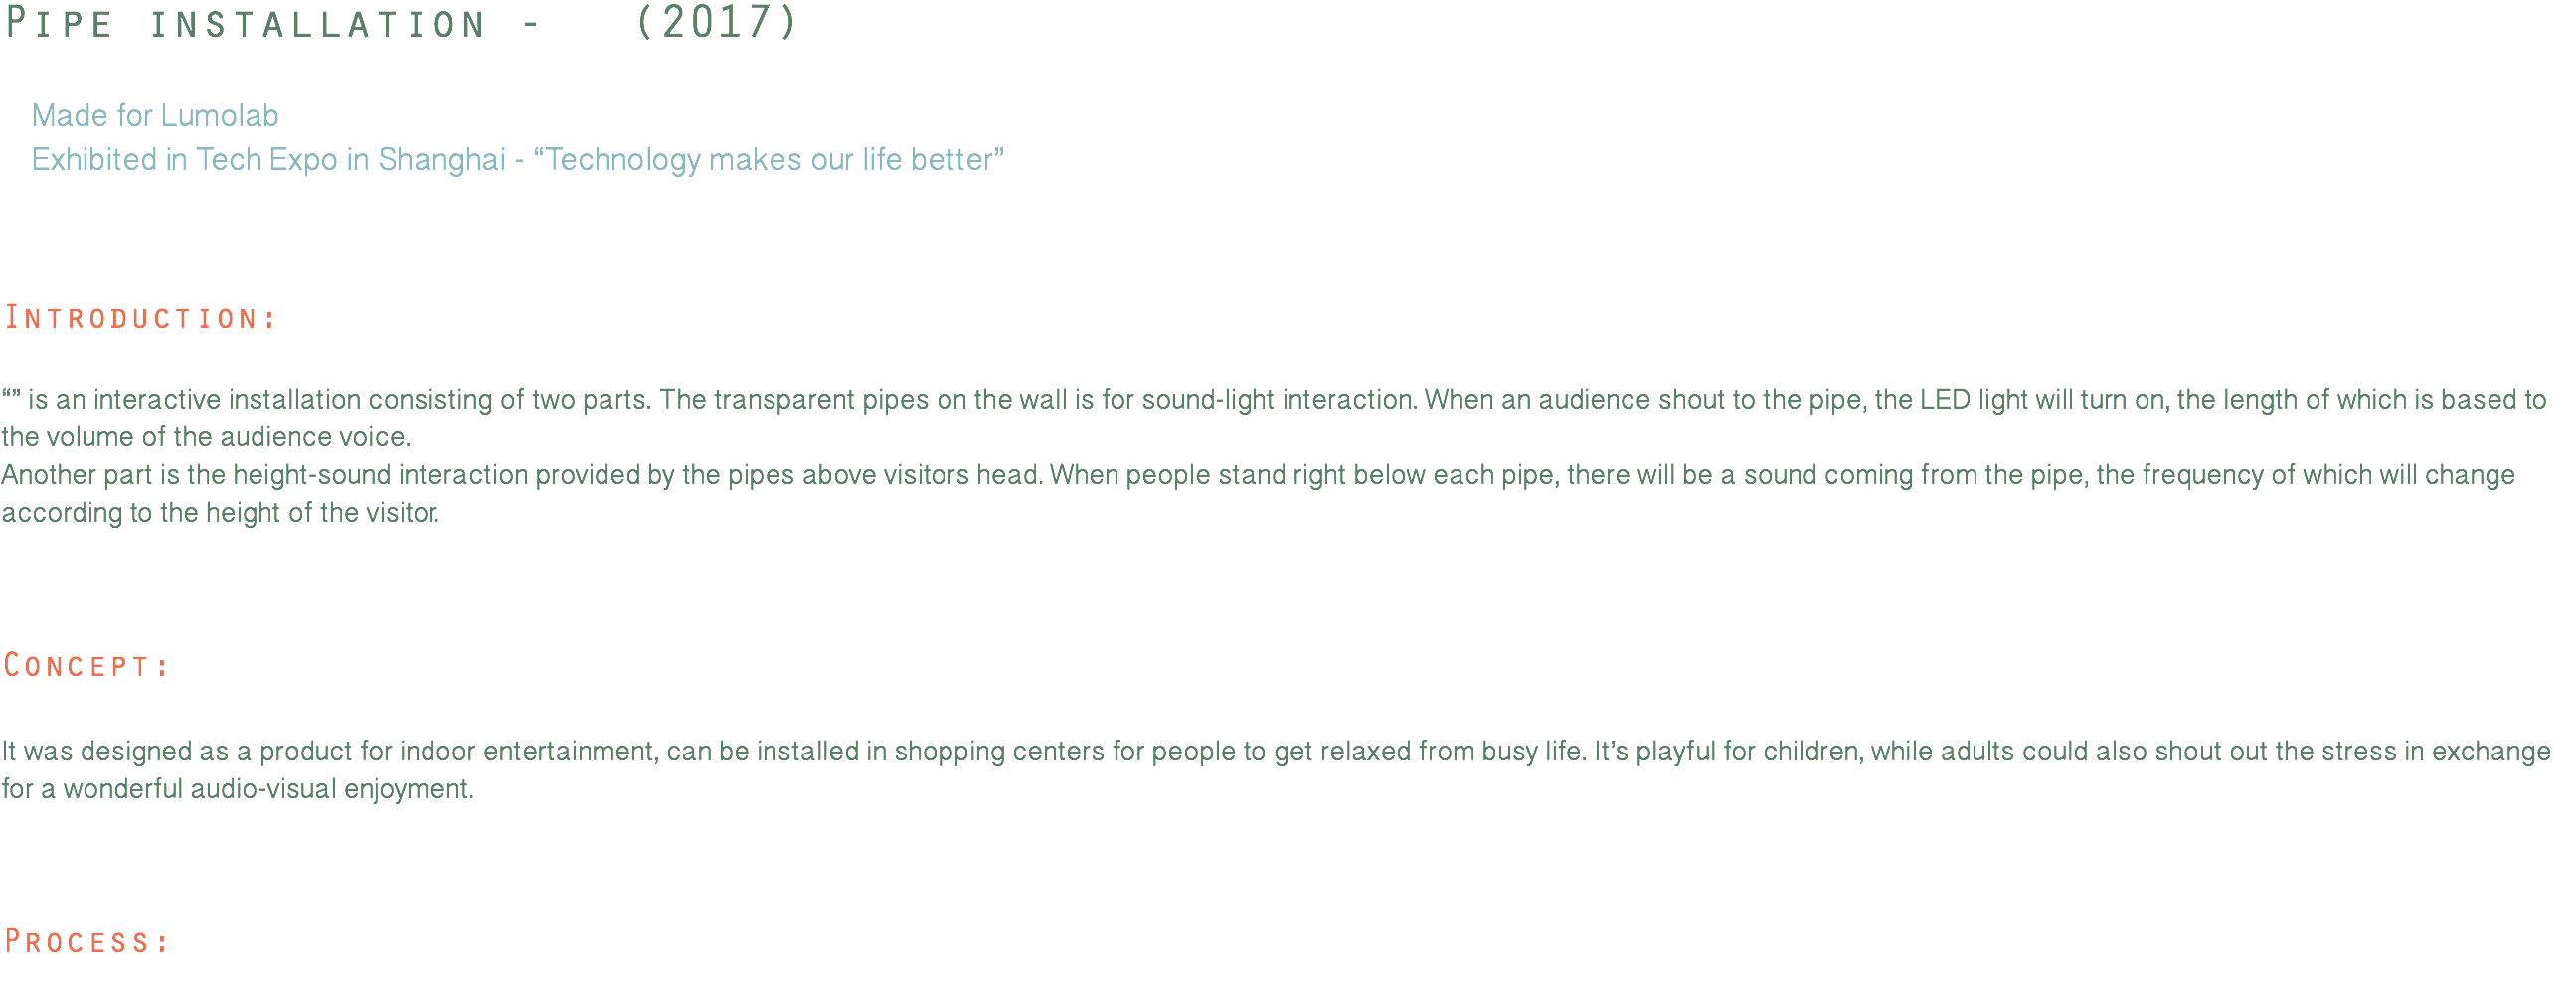 Pipe installation - (2017)
Made for Lumolab
Exhibited in Tech Expo in Shanghai - “Technology makes our life better”
Introduction:
“” is an interactive installation consisting of two parts. The transparent pipes on the wall is for sound-light interaction. When an audience shout to the pipe, the LED light will turn on, the length of which is based to
the volume of the audience voice.
Another part is the height-sound interaction provided by the pipes above visitors head. When people stand right below each pipe, there will be a sound coming from the pipe, the frequency of which will change
according to the height of the visitor.
Concept:
It was designed as a product for indoor entertainment, can be installed in shopping centers for people to get relaxed from busy life. It’s playful for children, while adults could also shout out the stress in exchange
for a wonderful audio-visual enjoyment.
Process: